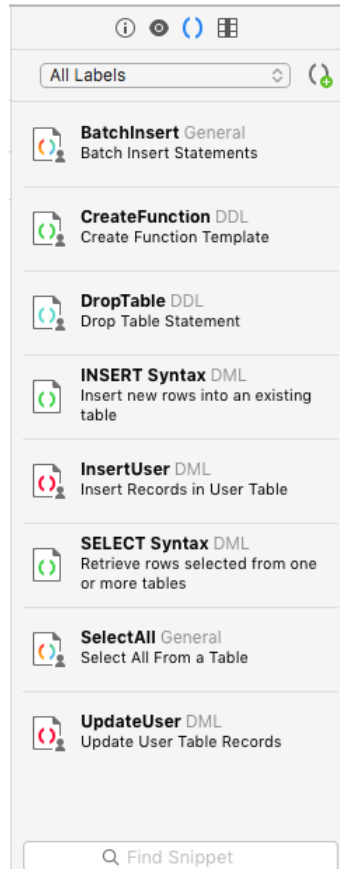 All Labels
BatchInsert General
Batch Insert Statements
CreateFunction DDL
Create Function Template
DropTable DDL
Drop Table Statement
INSERT Syntax DML
Insert new rows into an existing
table
InsertUser DML
Insert Records in User Table
SELECT Syntax DML
Retrieve rows selected from one
or more tables
SelectAll General
Select All From a Table
UpdateUser DML
Update User Table Records
Find Snippet